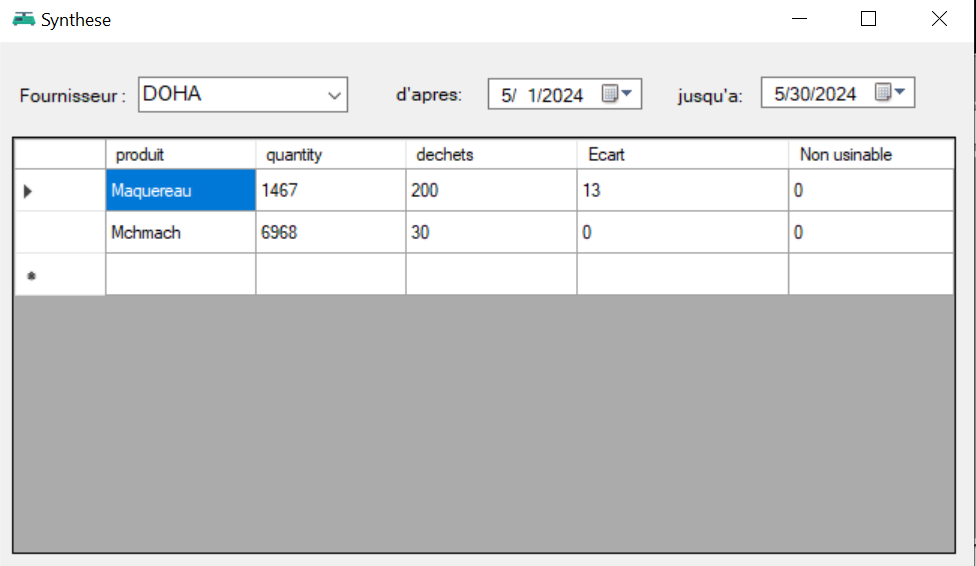 Synthese
Fournisseur : DOHA d'apres: 5/ 1/2024 jusqu'a: 5/30/2024
produit quantity dechets Ecart Non usinable
Maquereau 1467 200 13 0
Mchmach 6968 30 0 0